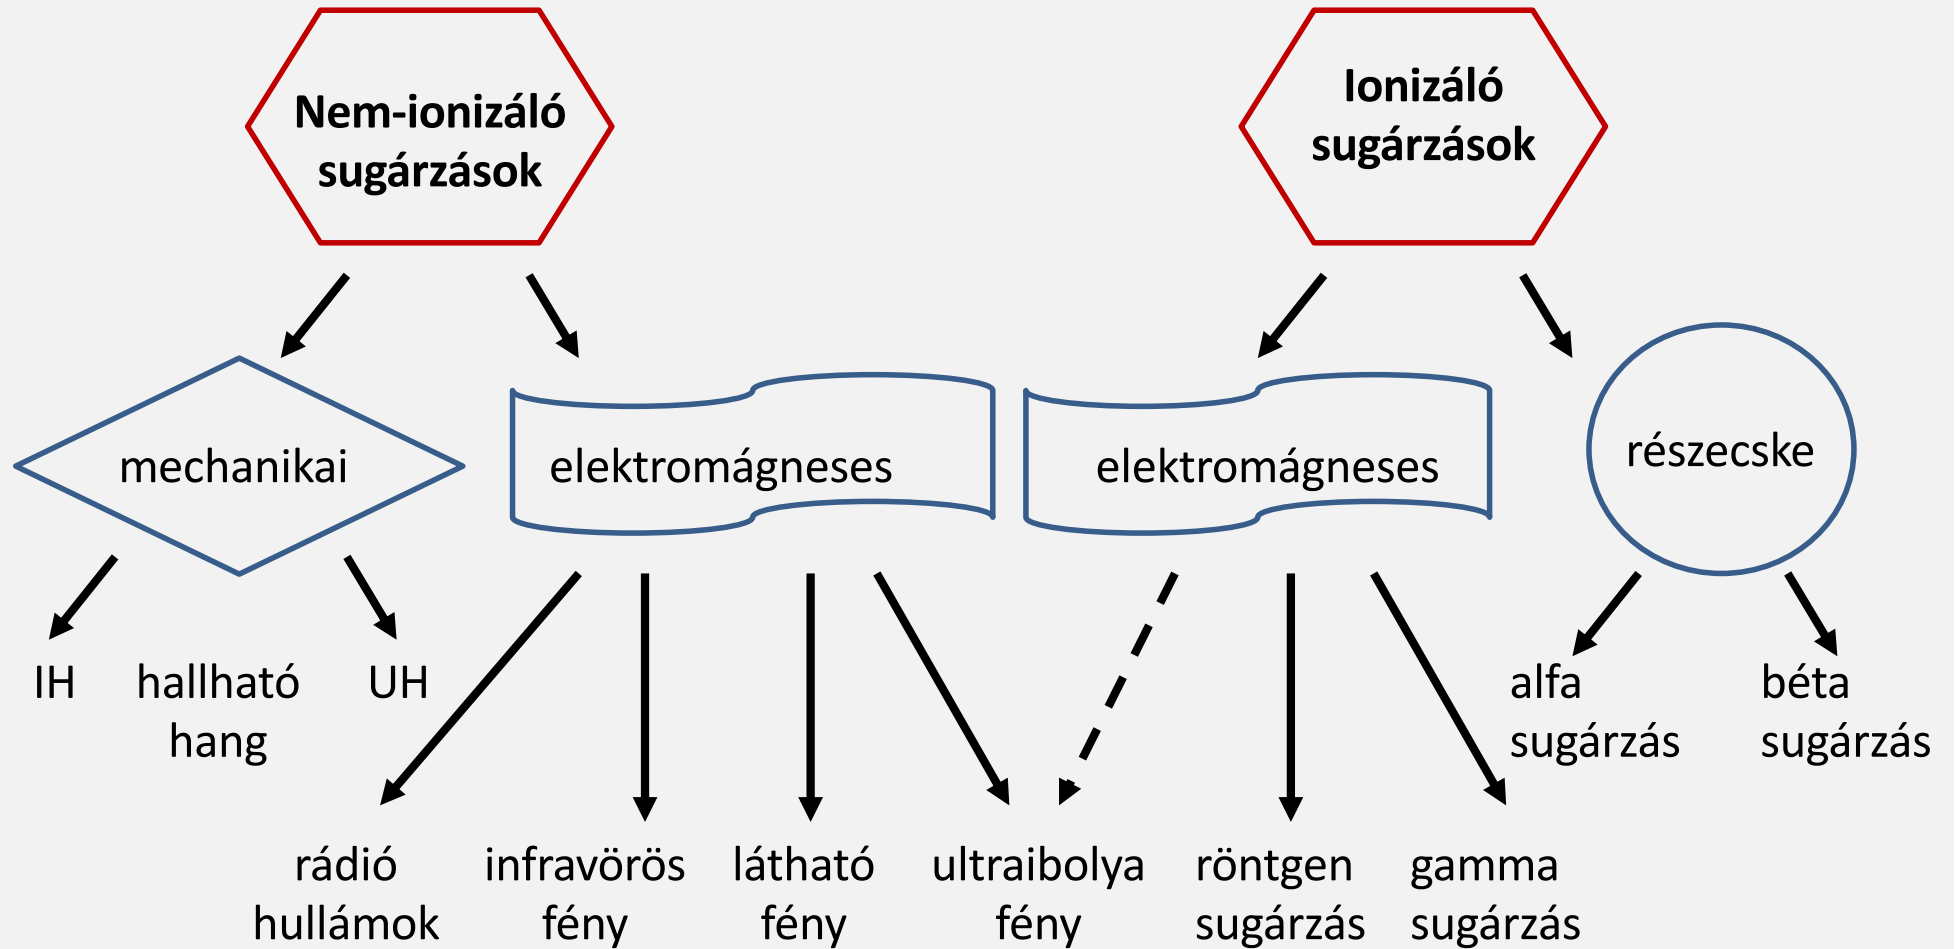 Nem-ionizáló
sugárzások
Ionizáló
sugárzások
mechanikai
elektromágneses
elektromágneses
részecske
IH
hallható
hang
UH
alfa
sugárzás
béta
sugárzás
rádió
hullámok
infravörös
fény
látható
fény
ultraibolya
fény
röntgen
sugárzás
gamma
sugárzás